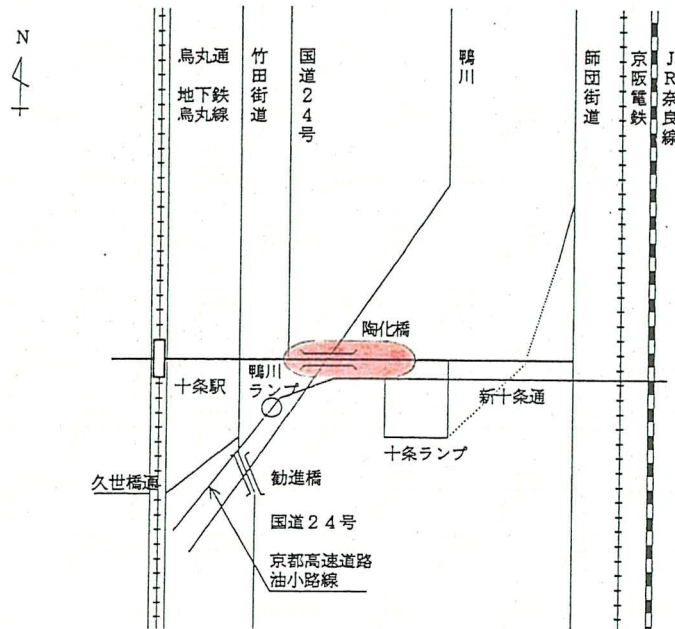 N
烏丸通
地下鉄
烏丸線
竹田街道
国道24号
鴨川
師団街道
京阪電鉄
JR奈良線
陶化橋
十条駅
鴨川
ランプ
新十条通
十条ランプ
久世橋通
勧進橋
国道24号
京都高速道路
油小路線